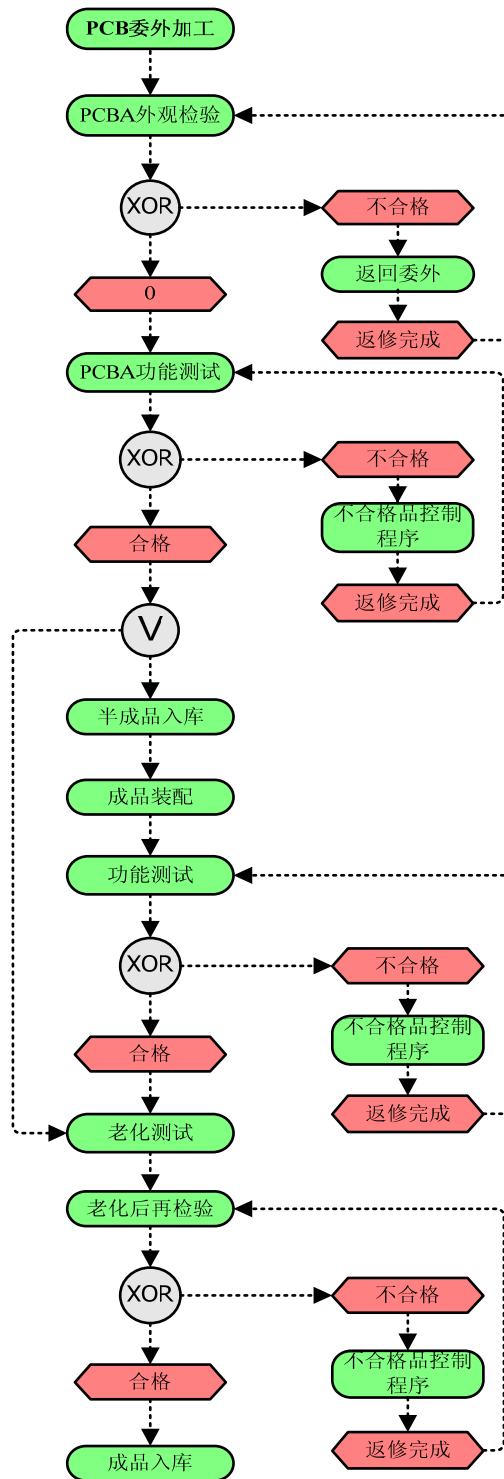 PCB委外加工
PCBA外观检验
XOR
不合格
返回委外
0
返修完成
PCBA功能测试
XOR
不合格
不合格品控制
程序
合格
返修完成
V
半成品入库
成品装配
功能测试
XOR
不合格
不合格品控制
程序
合格
返修完成
老化测试
老化后再检验
XOR
不合格
不合格品控制
程序
合格
返修完成
成品入库